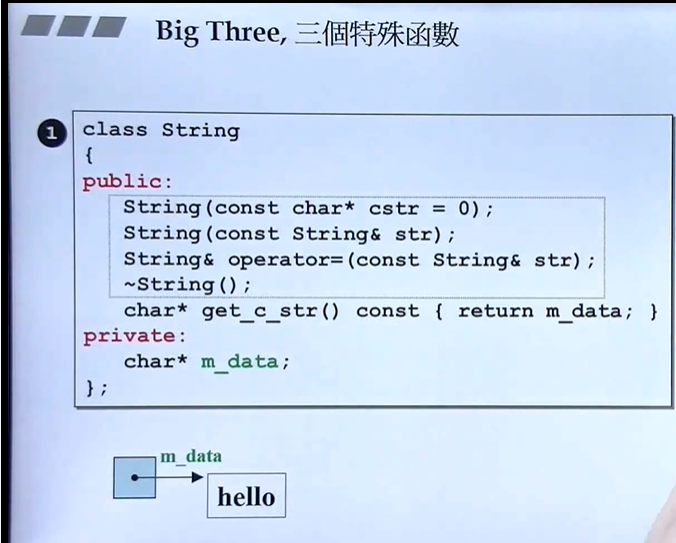 Big Three, 三個特殊函數
1
class String
{
public:
String(const char* cstr = 0);
String(const String& str);
String& operator=(const String& str);
~String();
char* get_c_str() const { return m_data; }
private:
char* m_data;
};
m_data
hello